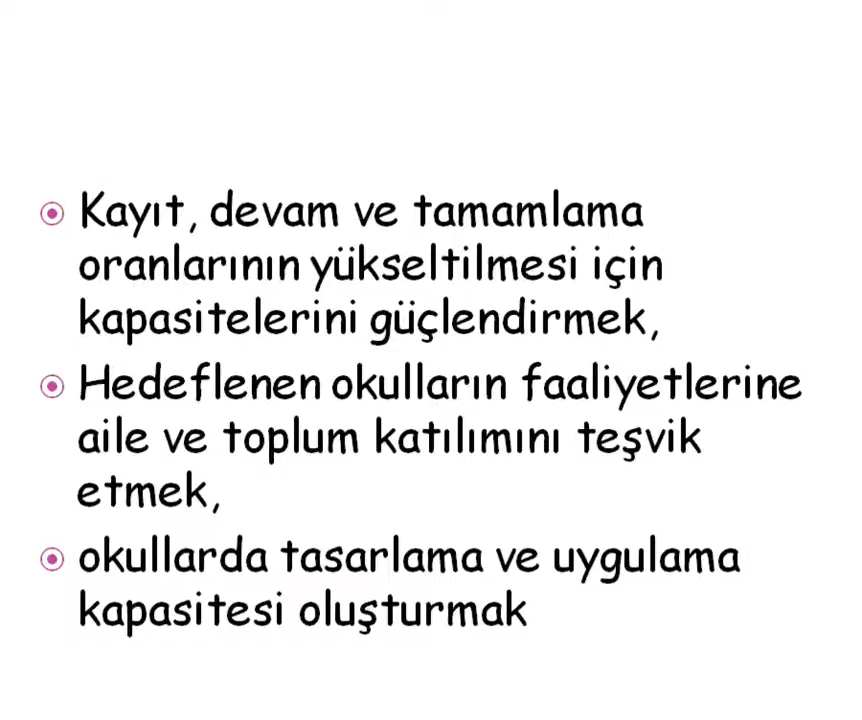 Kayıt, devam ve tamamlama
oranlarının yükseltilmesi için
kapasitelerini güçlendirmek,
Hedeflenen okulların faaliyetlerine
aile ve toplum katılımını teşvik
etmek,
okullarda tasarlama ve uygulama
kapasitesi oluşturmak